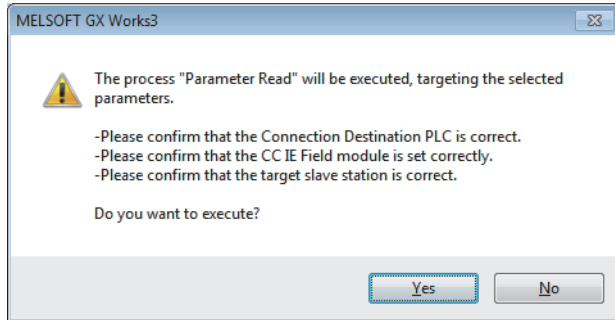 MELSOFT GX Works3
The process "Parameter Read" will be executed, targeting the selected
parameters.
-Please confirm that the Connection Destination PLC is correct.
-Please confirm that the CC IE Field module is set correctly.
-Please confirm that the target slave station is correct.
Do you want to execute?
Yes No